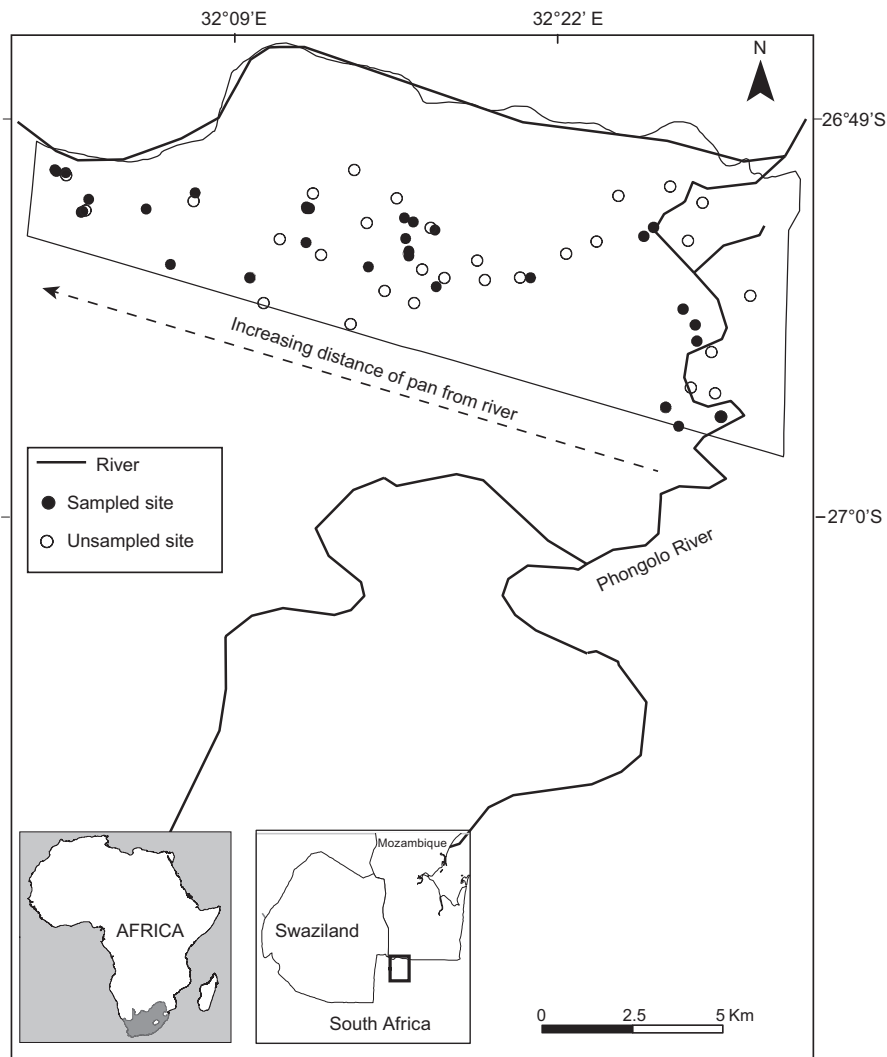 32°09’E
32°22’ E
N
26°49’S
Increasing distance of pan from river
River
Sampled site
Unsampled site
27°0’S
Phongolo River
Mozambique
AFRICA
Swaziland
South Africa
0 2.5 5 Km